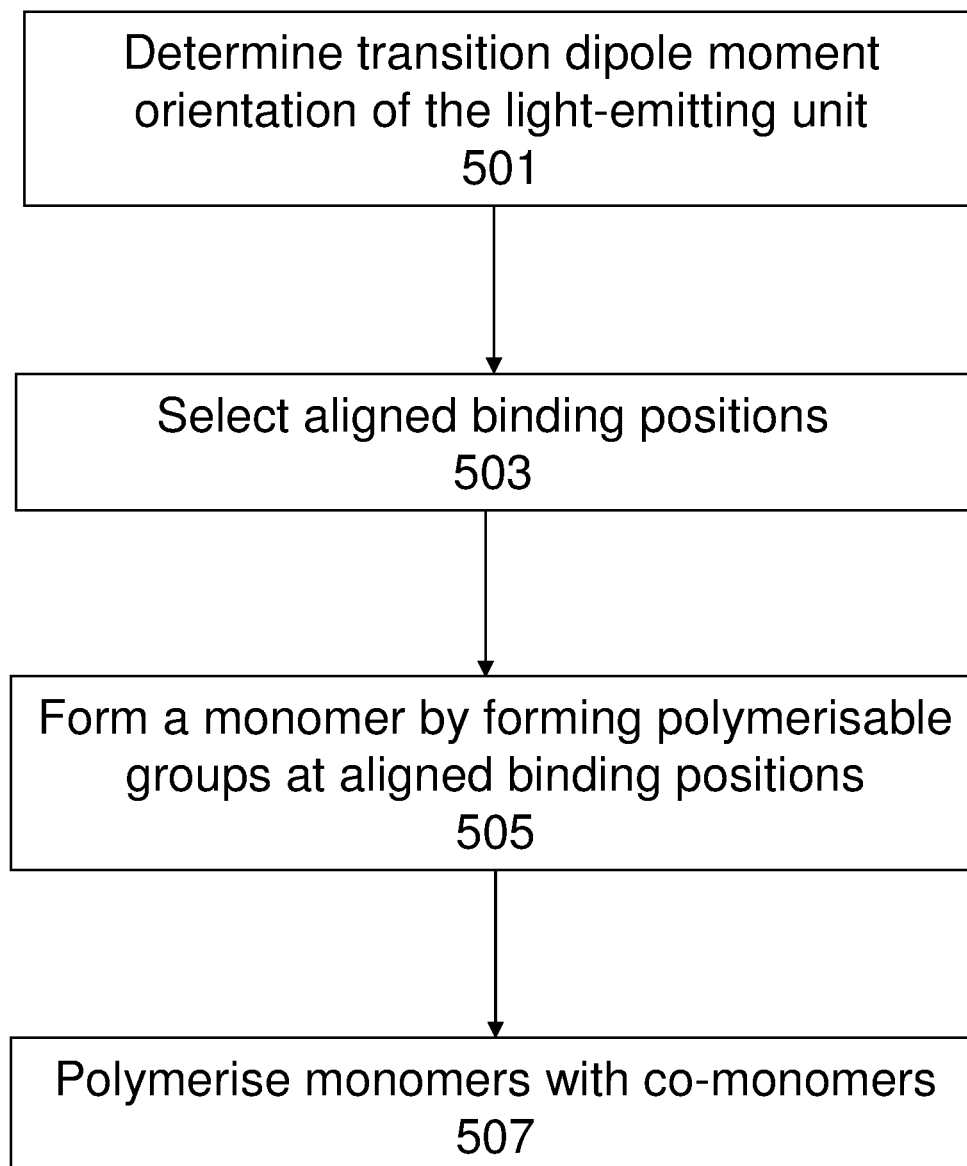 Determine transition dipole moment
orientation of the light-emitting unit
501
Select aligned binding positions
503
Form a monomer by forming polymerisable
groups at aligned binding positions
505
Polymerise monomers with co-monomers
507